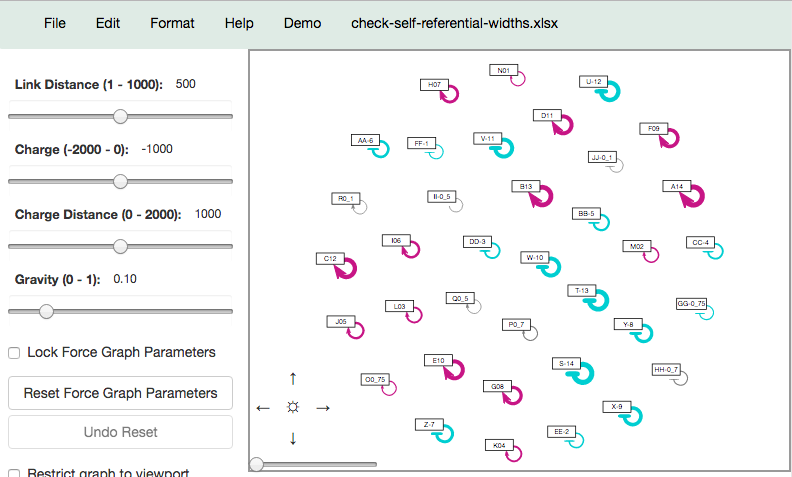 File Edit Format Help Demo check-self-referential-widths.xlsx
Link Distance (1 - 1000): 500
Charge (-2000 - 0): -1000
Charge Distance (0 - 2000): 1000
Gravity (0 - 1): 0.10
Lock Force Graph Parameters
Reset Force Graph Parameters
Undo Reset
Restrict graph to viewport
N01
H07
U-12
D11
F09
AA-6
FF-1
V-11
JJ-0_1
B13
A14
R0_1
II-0_5
BB-5
I06
DD-3
M02
CC-4
C12
W-10
T-13
Q0_5
GG-0_75
L03
J05
P0_7
Y-8
E10
S-14
HH-0_7
O0_75
G08
X-9
Z-7
EE-2
K04